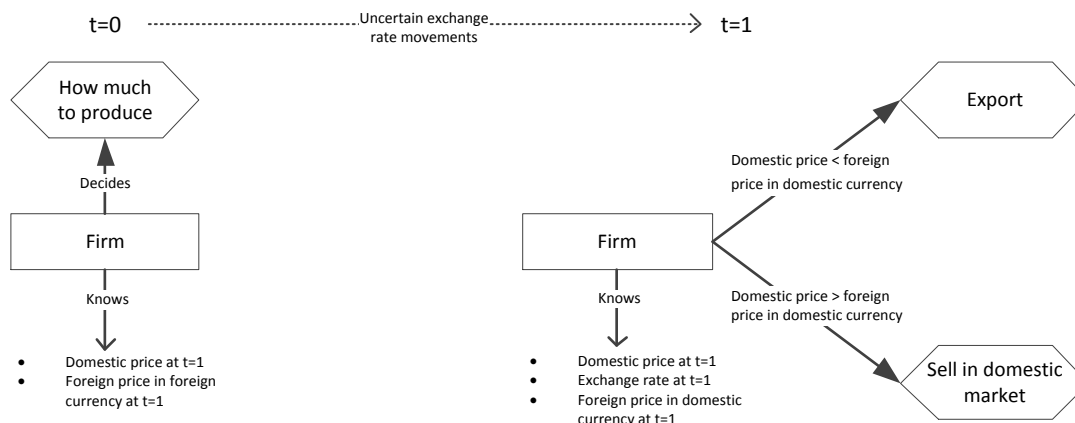 t=0
Uncertain exchange
rate movements
t=1
How much
to produce
Decides
Firm
Knows
• Domestic price at t=1
• Foreign price in foreign
currency at t=1
Export
Domestic price < foreign
price in domestic currency
Firm
Knows
• Domestic price at t=1
• Exchange rate at t=1
• Foreign price in domestic
currency at t=1
Domestic price > foreign
price in domestic currency
Sell in domestic
market